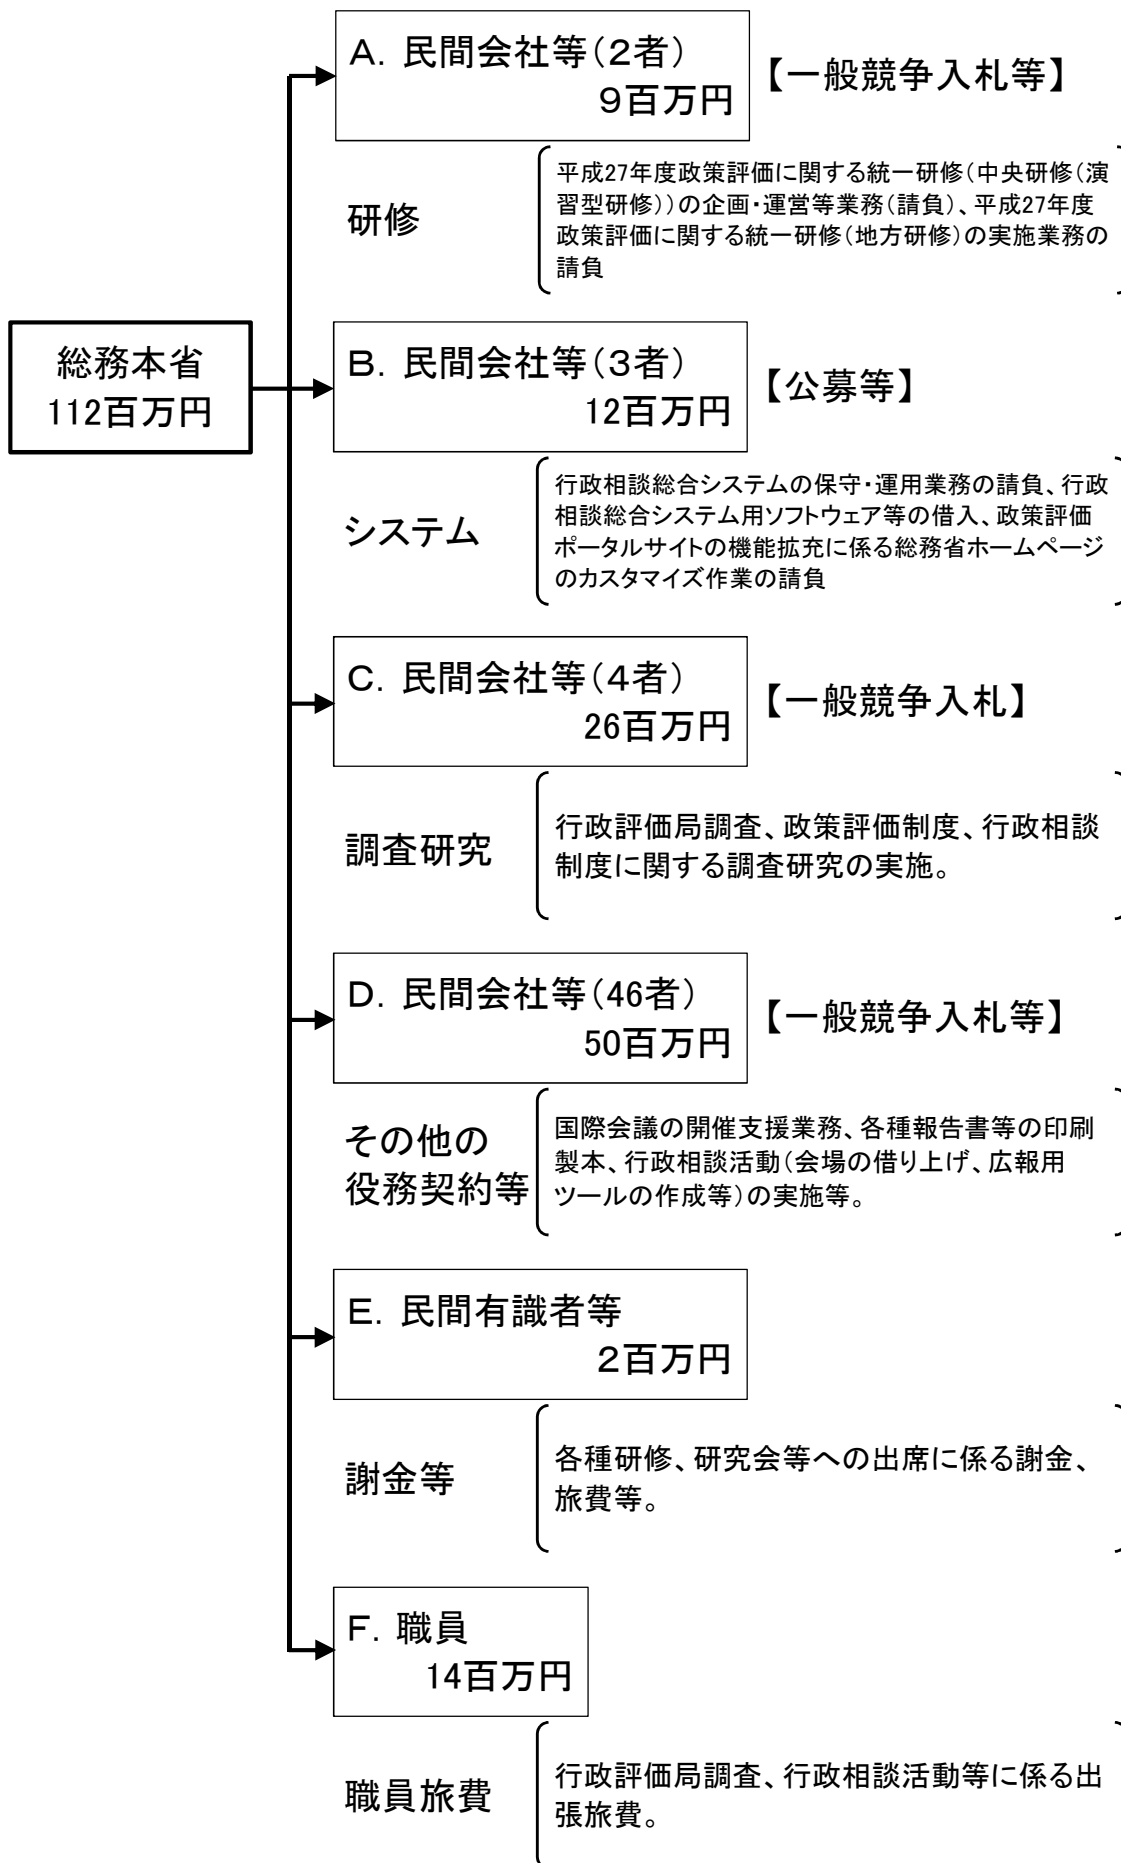 A．民間会社等（２者）
９百万円
【一般競争入札等】
研修
平成27年度政策評価に関する統一研修（中央研修（演
習型研修））の企画・運営等業務（請負）、平成27年度
政策評価に関する統一研修（地方研修）の実施業務の
請負
総務本省
112百万円
B．民間会社等（３者）
12百万円
【公募等】
システム
行政相談総合システムの保守・運用業務の請負、行政
相談総合システム用ソフトウェア等の借入、政策評価
ポータルサイトの機能拡充に係る総務省ホームページ
のカスタマイズ作業の請負
C．民間会社等（４者）
26百万円
【一般競争入札】
調査研究
行政評価局調査、政策評価制度、行政相談
制度に関する調査研究の実施。
D．民間会社等（46者）
50百万円
【一般競争入札等】
その他の
役務契約等
国際会議の開催支援業務、各種報告書等の印刷
製本、行政相談活動（会場の借り上げ、広報用
ツールの作成等）の実施等。
E．民間有識者等
２百万円
謝金等
各種研修、研究会等への出席に係る謝金、
旅費等。
F．職員
14百万円
職員旅費
行政評価局調査、行政相談活動等に係る出
張旅費。